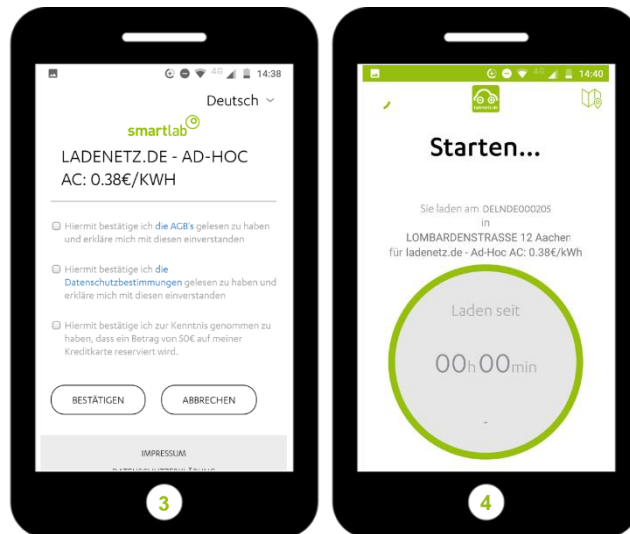 4G 14:38
Deutsch
smartlab
LADENETZ.DE - AD-HOC
AC: 0.38€/KWH
Hiermit bestätige ich die AGB's gelesen zu haben
und erkläre mich mit diesen einverstanden
Hiermit bestätige ich die
Datenschutzbestimmungen gelesen zu haben und
erkläre mich mit diesen einverstanden
Hiermit bestätige ich zur Kenntnis genommen zu
haben, dass ein Betrag von 50€ auf meiner
Kreditkarte reserviert wird.
BESTÄTIGEN ABBRECHEN
IMPRESSUM
DATENSCHUTZERKLÄRUNG
3
4G 14:40
ladenetz.de
Starten...
Sie laden am DELNDE000205
in
LOMBARDENSTRASSE 12 Aachen
für ladenetz.de - Ad-Hoc AC: 0.38€/kWh
Laden seit
00h00min
-
4